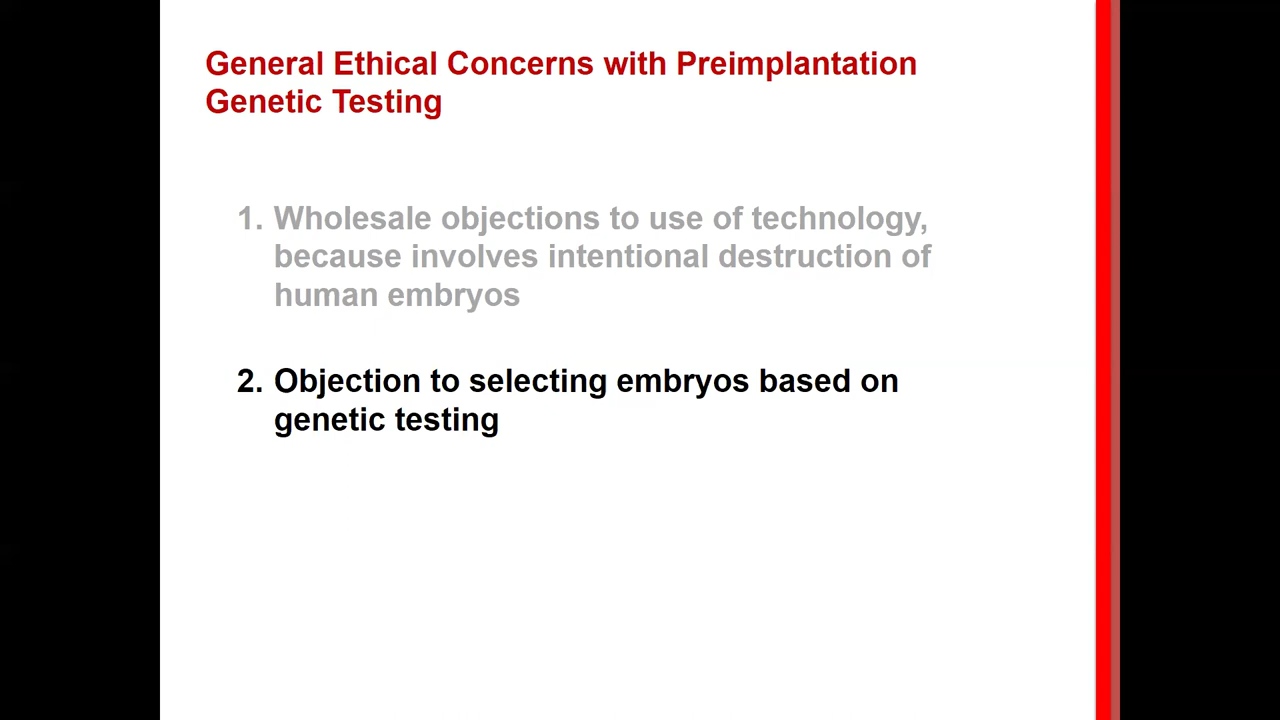 General Ethical Concerns with Preimplantation
Genetic Testing
1. Wholesale objections to use of technology,
because involves intentional destruction of
human embryos
2. Objection to selecting embryos based on
genetic testing